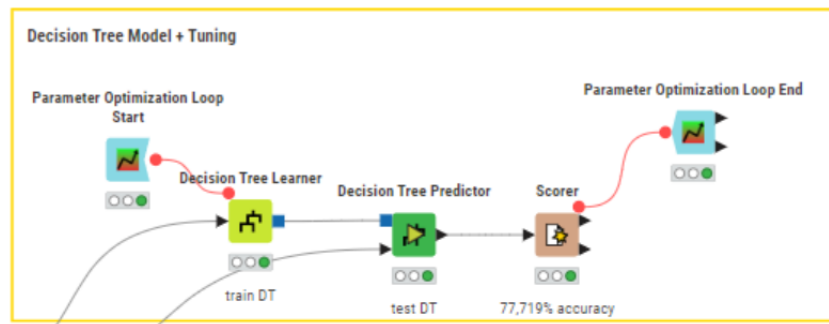 Decision Tree Model + Tuning
Parameter Optimization Loop
Start
Parameter Optimization Loop End
Decision Tree Learner
Decision Tree Predictor
Scorer
train DT
test DT
77,719% accuracy